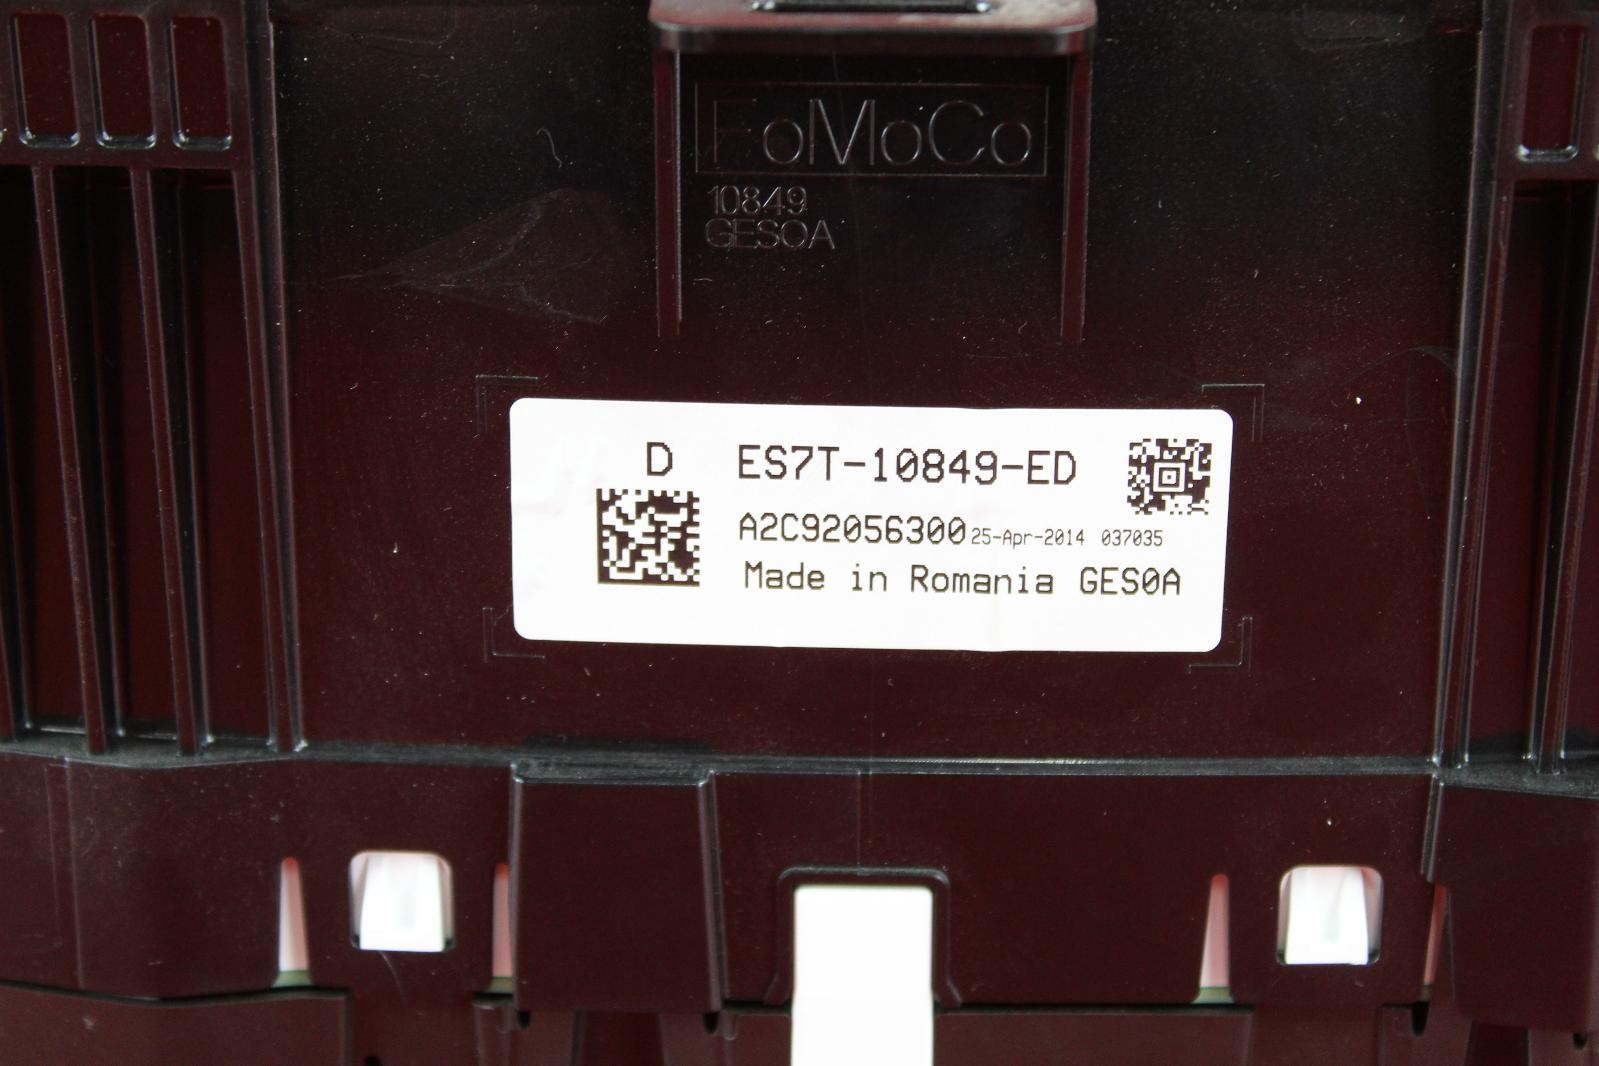 FoMoCo
10849
GES0A
D ES7T-10849-ED
A2C92056300 25-Apr-2014 037035
Made in Romania GES0A